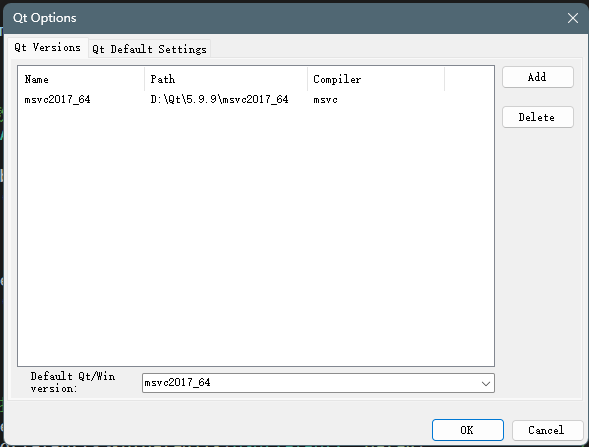 Qt Options
Qt Versions Qt Default Settings
Name Path Compiler
msvc2017_64 D:\Qt\5.9.9\msvc2017_64 msvc
Add
Delete
Default Qt/Win
version:
msvc2017_64
OK Cancel